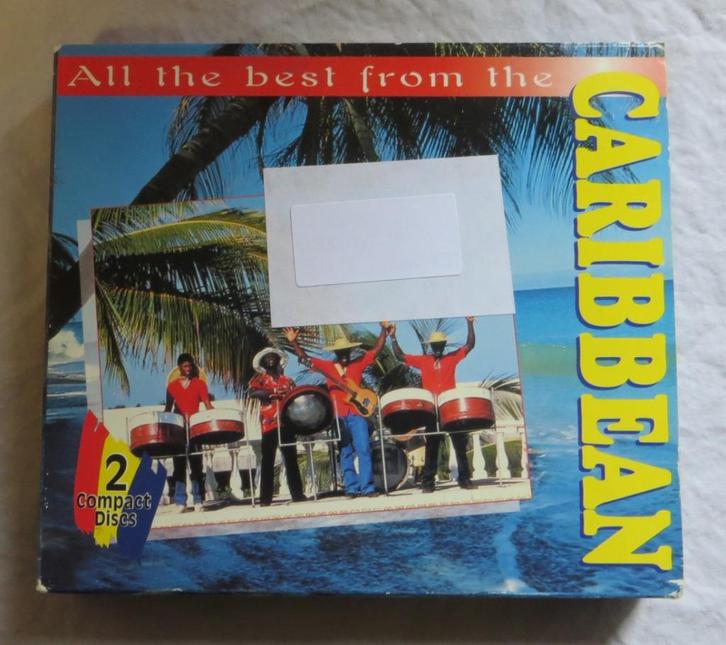 All the best from the
CARIBBEAN
2
Compact
Discs